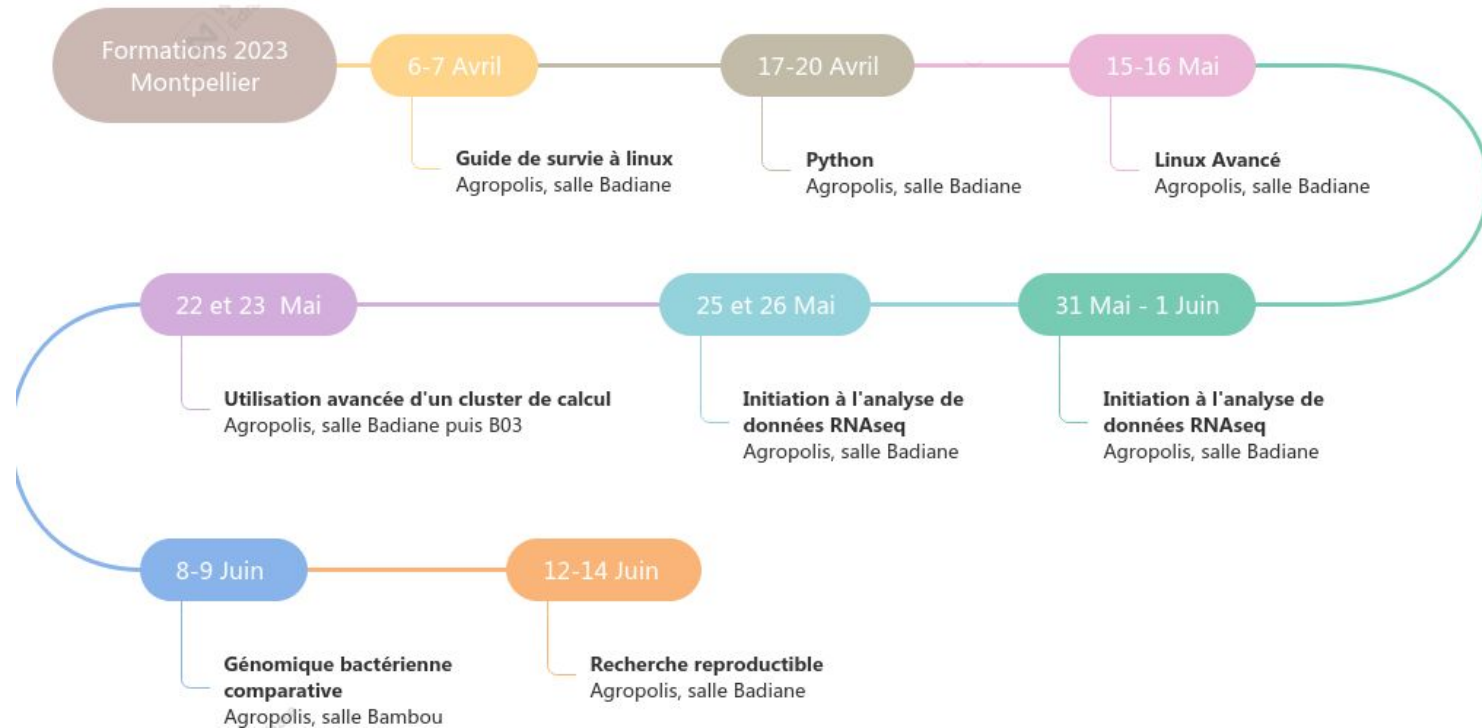 Formations 2023
Montpellier
6-7 Avril
Guide de survie à linux
Agropolis, salle Badiane
17-20 Avril
Python
Agropolis, salle Badiane
15-16 Mai
Linux Avancé
Agropolis, salle Badiane
22 et 23 Mai
Utilisation avancée d'un cluster de calcul
Agropolis, salle Badiane puis B03
25 et 26 Mai
Initiation à l'analyse de
données RNAseq
Agropolis, salle Badiane
31 Mai - 1 Juin
Initiation à l'analyse de
données RNAseq
Agropolis, salle Badiane
8-9 Juin
Génomique bactérienne
comparative
Agropolis, salle Bambou
12-14 Juin
Recherche reproductible
Agropolis, salle Badiane